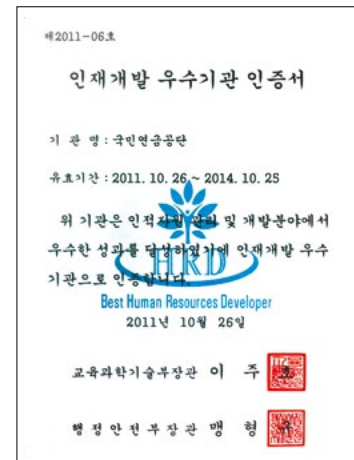 제2011-06호
인재개발 우수기관 인증서
기 관 명 : 국민연금공단
유효기간 : 2011. 10. 26 ~ 2014. 10. 25
위 기관은 인적자원 관리 및 개발분야에서
우수한 성과를 달성하였기에 인재개발 우수
기관으로 인증합니다.
HRD
Best Human Resources Developer
2011년 10월 26일
교육과학기술부장관 이 주 호
행정안전부장관 맹 형 규